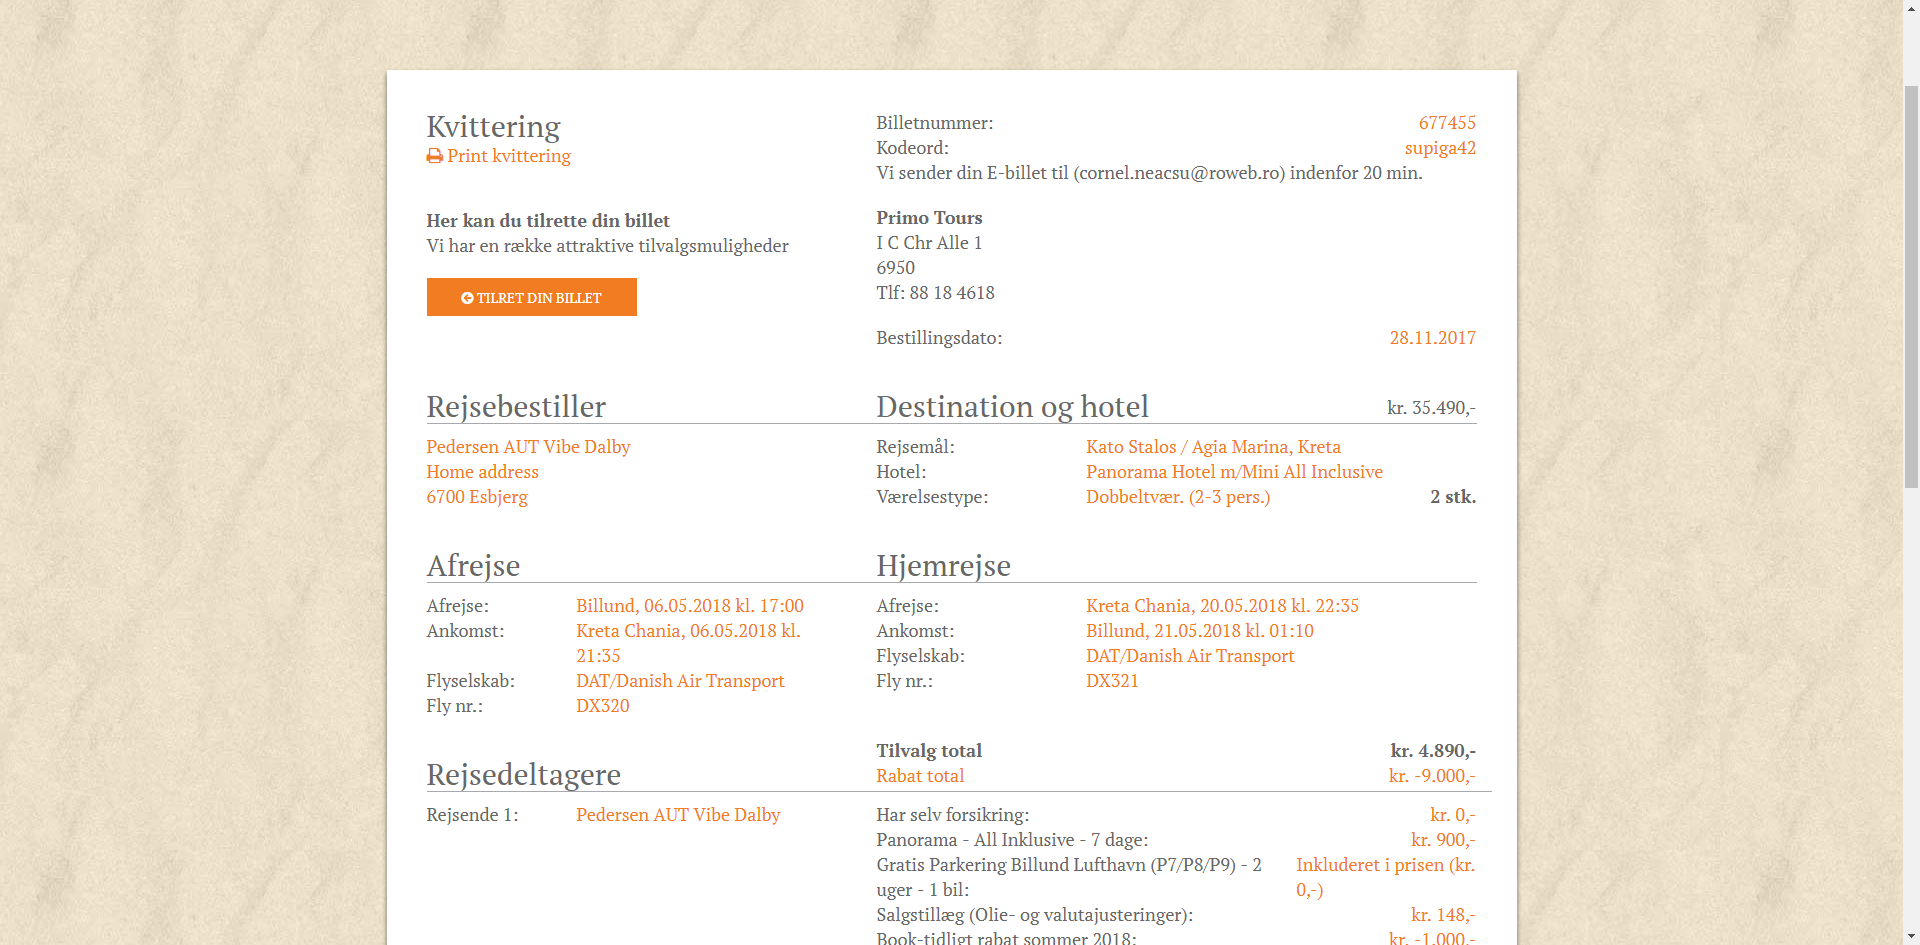 Kvittering
Print kvittering
Her kan du tilrette din billet
Vi har en række attraktive tilvalgsmuligheder
TILRET DIN BILLET
Billetnummer: 677455
Kodeord: supiga42
Vi sender din E-billet til (cornel.neacsu@roweb.ro) indenfor 20 min.
Primo Tours
I C Chr Alle 1
6950
Tlf: 88 18 4618
Bestillingsdato: 28.11.2017
Rejsebestiller
Pedersen AUT Vibe Dalby
Home address
6700 Esbjerg
Destination og hotel kr. 35.490,-
Rejsemål: Kato Stalos / Agia Marina, Kreta
Hotel: Panorama Hotel m/Mini All Inclusive
Værelsestype: Dobbeltvær. (2-3 pers.) 2 stk.
Afrejse
Afrejse: Billund, 06.05.2018 kl. 17:00
Ankomst: Kreta Chania, 06.05.2018 kl.
21:35
Flyselskab: DAT/Danish Air Transport
Fly nr.: DX320
Hjemrejse
Afrejse: Kreta Chania, 20.05.2018 kl. 22:35
Ankomst: Billund, 21.05.2018 kl. 01:10
Flyselskab: DAT/Danish Air Transport
Fly nr.: DX321
Rejsedeltagere
Rejsende 1: Pedersen AUT Vibe Dalby
Tilvalg total kr. 4.890,-
Rabat total kr. -9.000,-
Har selv forsikring: kr. 0,-
Panorama - All Inklusive - 7 dage: kr. 900,-
Gratis Parkering Billund Lufthavn (P7/P8/P9) - 2 Inkluderet i prisen (kr.
uger - 1 bil: 0,-)
Salgstillæg (Olie- og valutajusteringer): kr. 148,-
Book-tidligt rabat sommer 2018: kr. -1.000,-